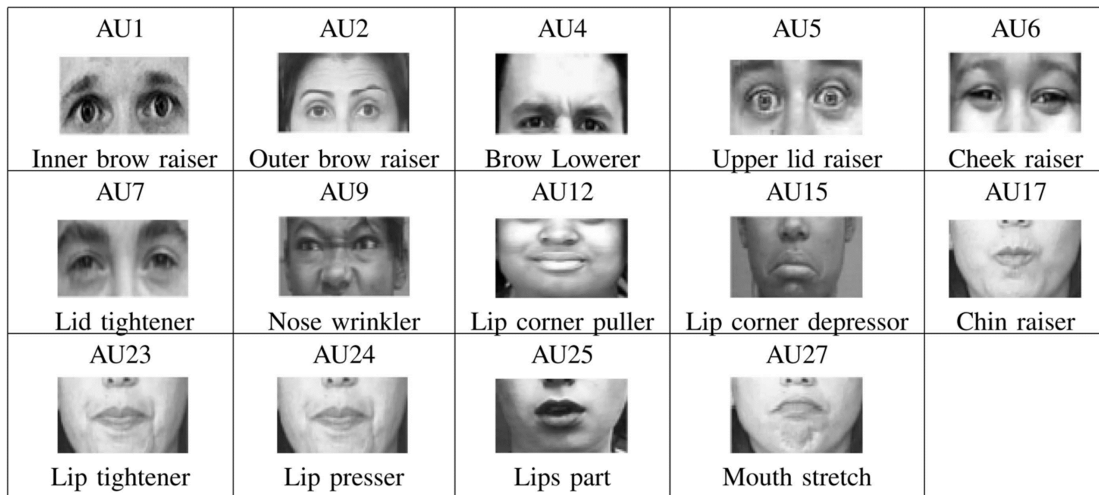 AU1 AU2 AU4 AU5 AU6
Inner brow raiser Outer brow raiser Brow Lowerer Upper lid raiser Cheek raiser
AU7 AU9 AU12 AU15 AU17
Lid tightener Nose wrinkler Lip corner puller Lip corner depressor Chin raiser
AU23 AU24 AU25 AU27
Lip tightener Lip presser Lips part Mouth stretch